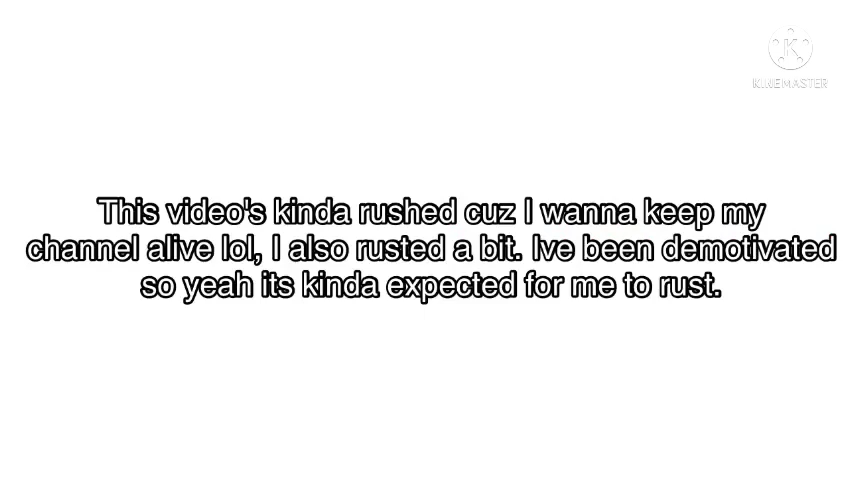 KINEMASTER
This video's kinda rushed cuz I wanna keep my
channel alive lol, I also rusted a bit. Ive been demotivated
so yeah its kinda expected for me to rust.